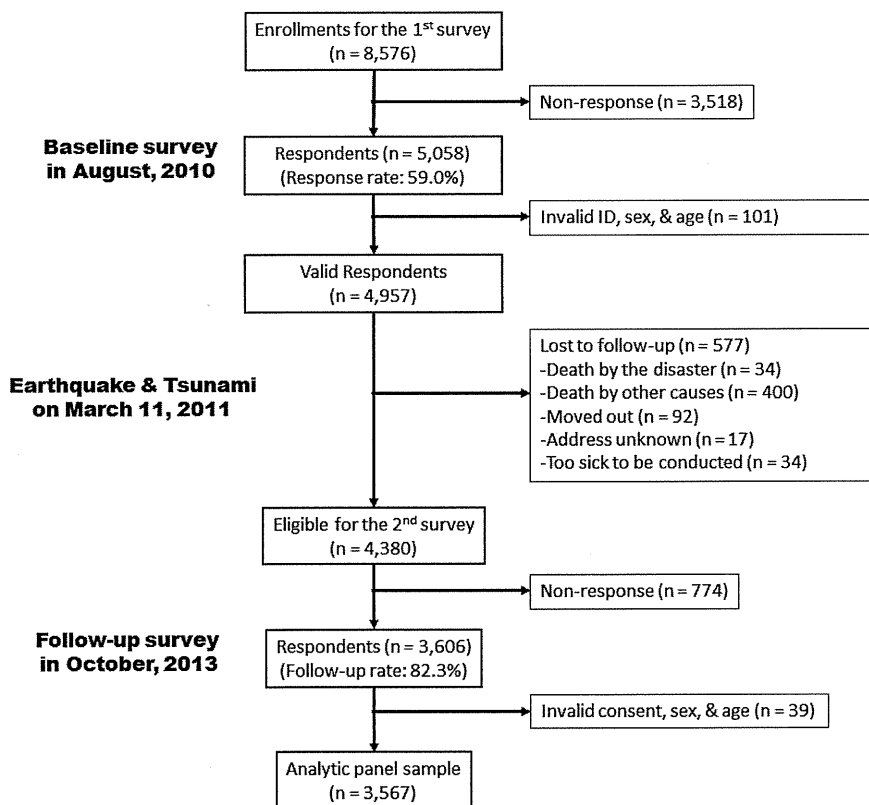 Enrollments for the 1st survey
(n = 8,576)
Non-response (n = 3,518)
Baseline survey
in August, 2010
Respondents (n = 5,058)
(Response rate: 59.0%)
Invalid ID, sex, & age (n = 101)
Valid Respondents
(n = 4,957)
Earthquake & Tsunami
on March 11, 2011
Lost to follow-up (n = 577)
-Death by the disaster (n = 34)
-Death by other causes (n = 400)
-Moved out (n = 92)
-Address unknown (n = 17)
-Too sick to be conducted (n = 34)
Eligible for the 2nd survey
(n = 4,380)
Non-response (n = 774)
Follow-up survey
in October, 2013
Respondents (n = 3,606)
(Follow-up rate: 82.3%)
Invalid consent, sex, & age (n = 39)
Analytic panel sample
(n = 3,567)